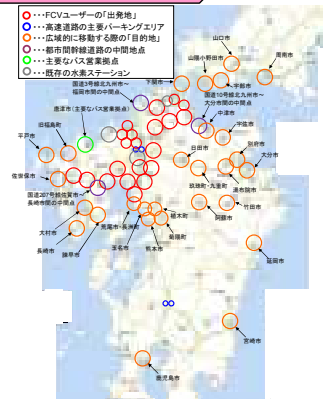 ・・・FCVユーザーの「出発地」
・・・高速道路の主要パーキングエリア
・・・広域的に移動する際の「目的地」
・・・都市間幹線道路の中間地点
・・・主要なバス営業拠点
・・・既存の水素ステーション
山口市
山陽小野田市
周南市
下関市
宇部市
国道3号線北九州市～
福岡市間の中間点
国道10号線北九州市～
大分市間の中間点
唐津市(主要なバス営業拠点)
中津市
旧福島町
宇佐市
平戸市
日田市
別府市
大分市
佐世保市
玖珠町・九重町
由布院市
竹田市
国道207号線佐賀市～
長崎市間の中間点
阿蘇市
荒尾市・長洲町
植木町
菊陽町
大村市
玉名市
熊本市
諫早市
長崎市
延岡市
宮崎市
鹿児島市